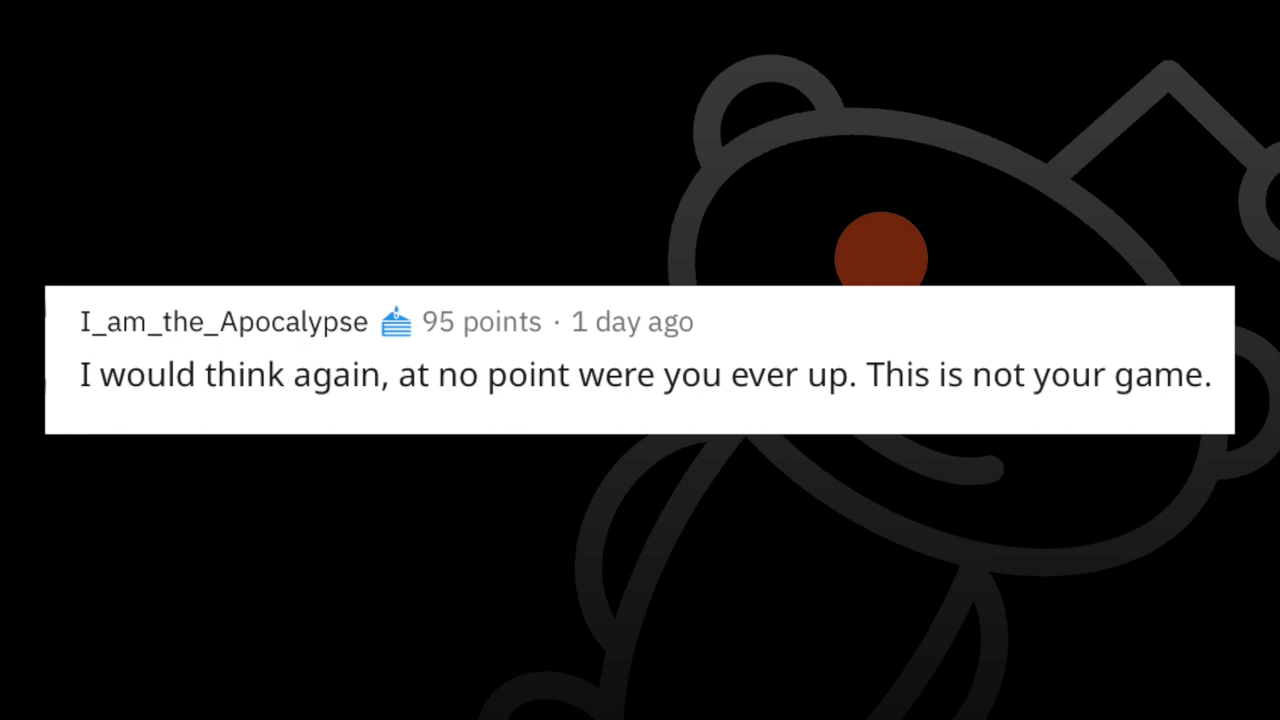 I_am_the_Apocalypse 95 points · 1 day ago
I would think again, at no point were you ever up. This is not your game.